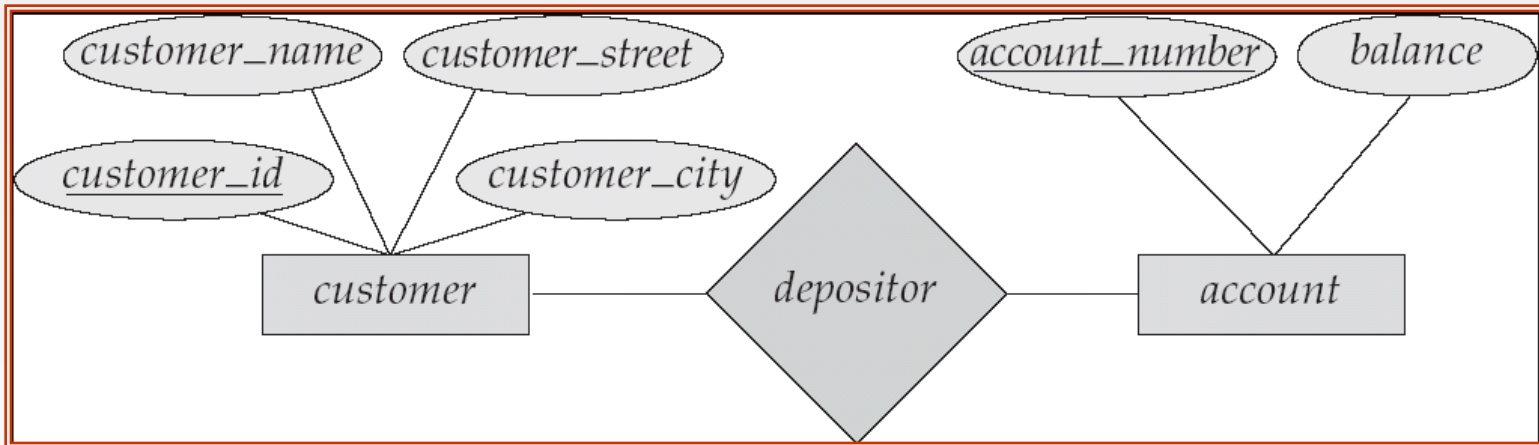 customer_name customer_street account_number balance
customer_id customer_city
customer depositor account